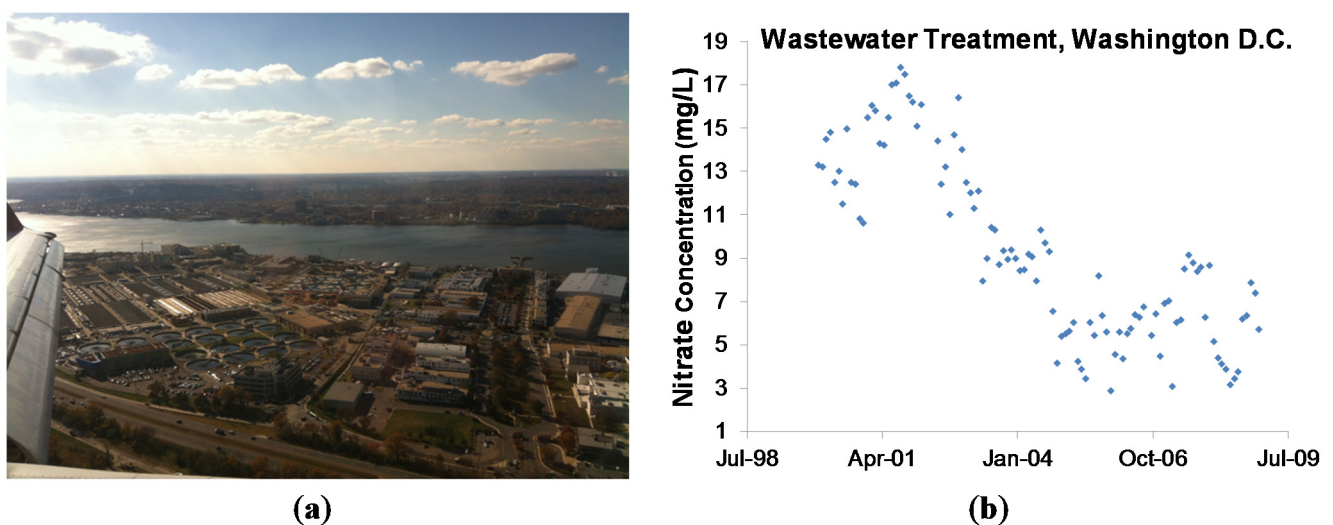 Wastewater Treatment, Washington D.C.
Nitrate Concentration (mg/L)
19
17
15
13
11
9
7
5
3
1
Jul-98 Apr-01 Jan-04 Oct-06 Jul-09
(a) (b)